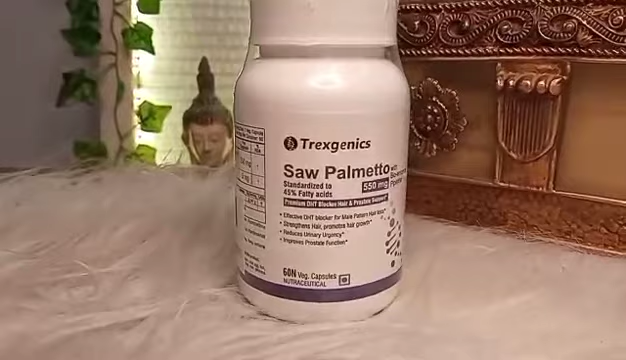 Trexgenics
Saw Palmetto with
Standardized to
550 mg
45% Fatty acids
Premium DHT Blocker Hair & Prostate Support
• Effective DHT blocker for Male Pattern Hair loss*
• Strengthens Hair, promotes hair growth*
• Reduces Urinary Urgency*
• Improves Prostate Function*
60N Veg. Capsules
NUTRACEUTICAL